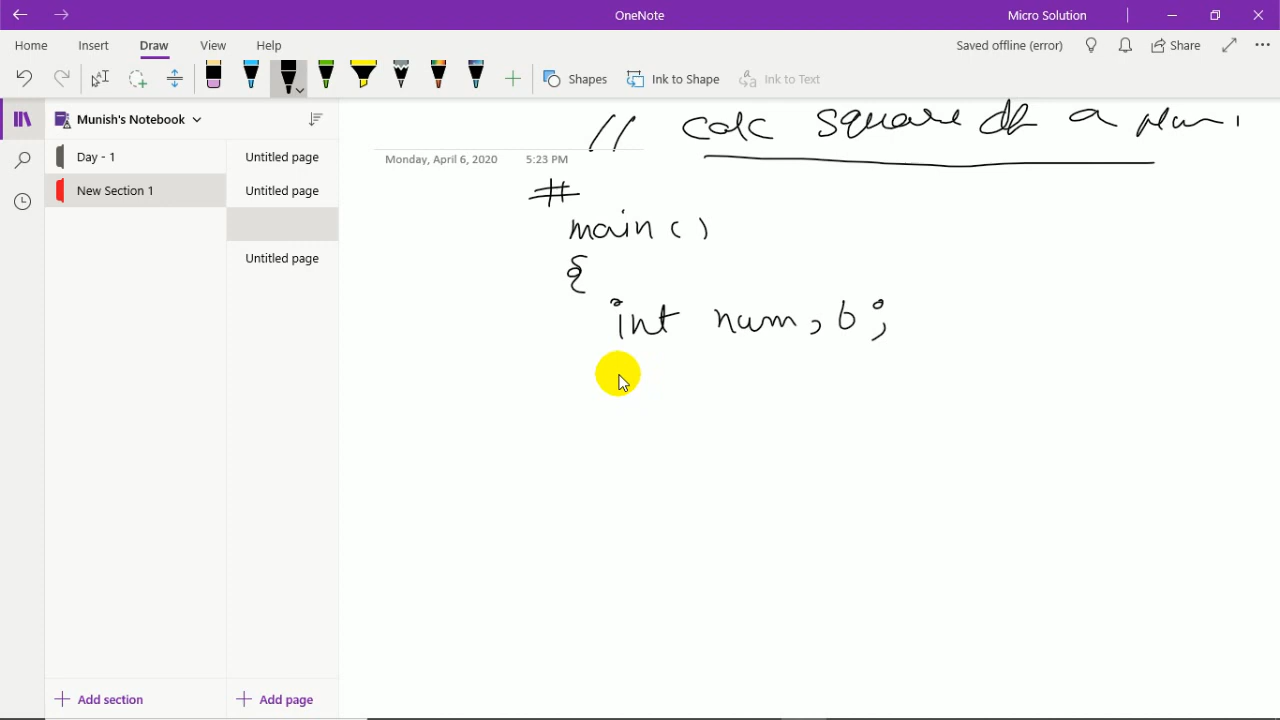 OneNote
Micro Solution
Home Insert Draw View Help
Saved offline (error)
Share
Shapes
Ink to Shape
Ink to Text
Munish's Notebook
Day - 1
New Section 1
Untitled page
Untitled page
Untitled page
Add section
Add page
// calc square of a num.
Monday, April 6, 2020 5:23 PM
#
main ( )
{
int num , b ;